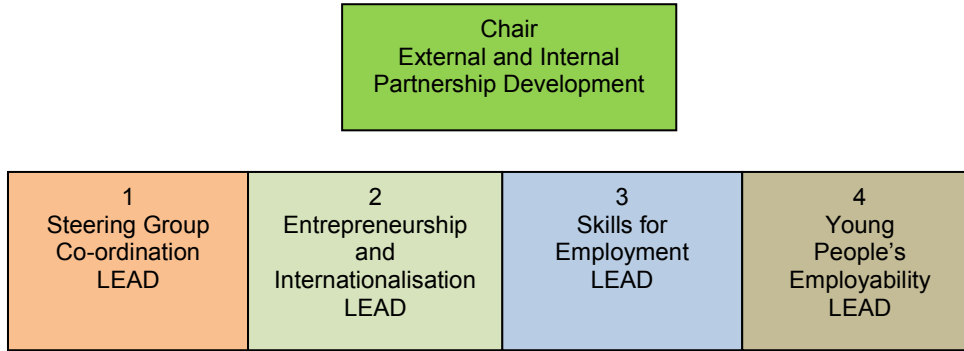 Chair
External and Internal
Partnership Development
1
Steering Group
Co-ordination
LEAD
2
Entrepreneurship
and
Internationalisation
LEAD
3
Skills for
Employment
LEAD
4
Young
People's
Employability
LEAD